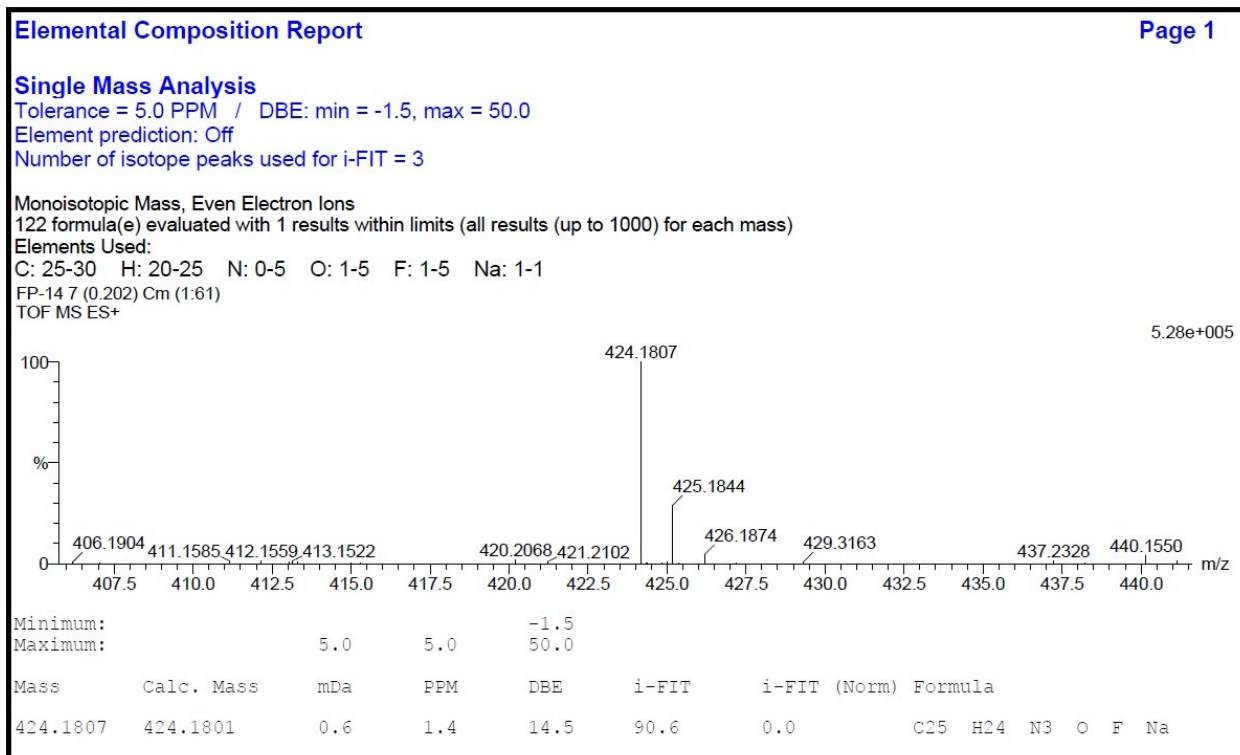 Elemental Composition Report Page 1
Single Mass Analysis
Tolerance = 5.0 PPM / DBE: min = -1.5, max = 50.0
Element prediction: Off
Number of isotope peaks used for i-FIT = 3
Monoisotopic Mass, Even Electron Ions
122 formula(e) evaluated with 1 results within limits (all results (up to 1000) for each mass)
Elements Used:
C: 25-30 H: 20-25 N: 0-5 O: 1-5 F: 1-5 Na: 1-1
FP-14 7 (0.202) Cm (1:61)
TOF MS ES+
5.28e+005
424.1807
100
%
425.1844
426.1874
406.1904 411.1585 412.1559 413.1522 420.2068 421.2102 429.3163 437.2328 440.1550
0
m/z
407.5 410.0 412.5 415.0 417.5 420.0 422.5 425.0 427.5 430.0 432.5 435.0 437.5 440.0
Minimum: -1.5
Maximum: 5.0 5.0 50.0
Mass Calc. Mass mDa PPM DBE i-FIT i-FIT (Norm) Formula
424.1807 424.1801 0.6 1.4 14.5 90.6 0.0 C25 H24 N3 O F Na